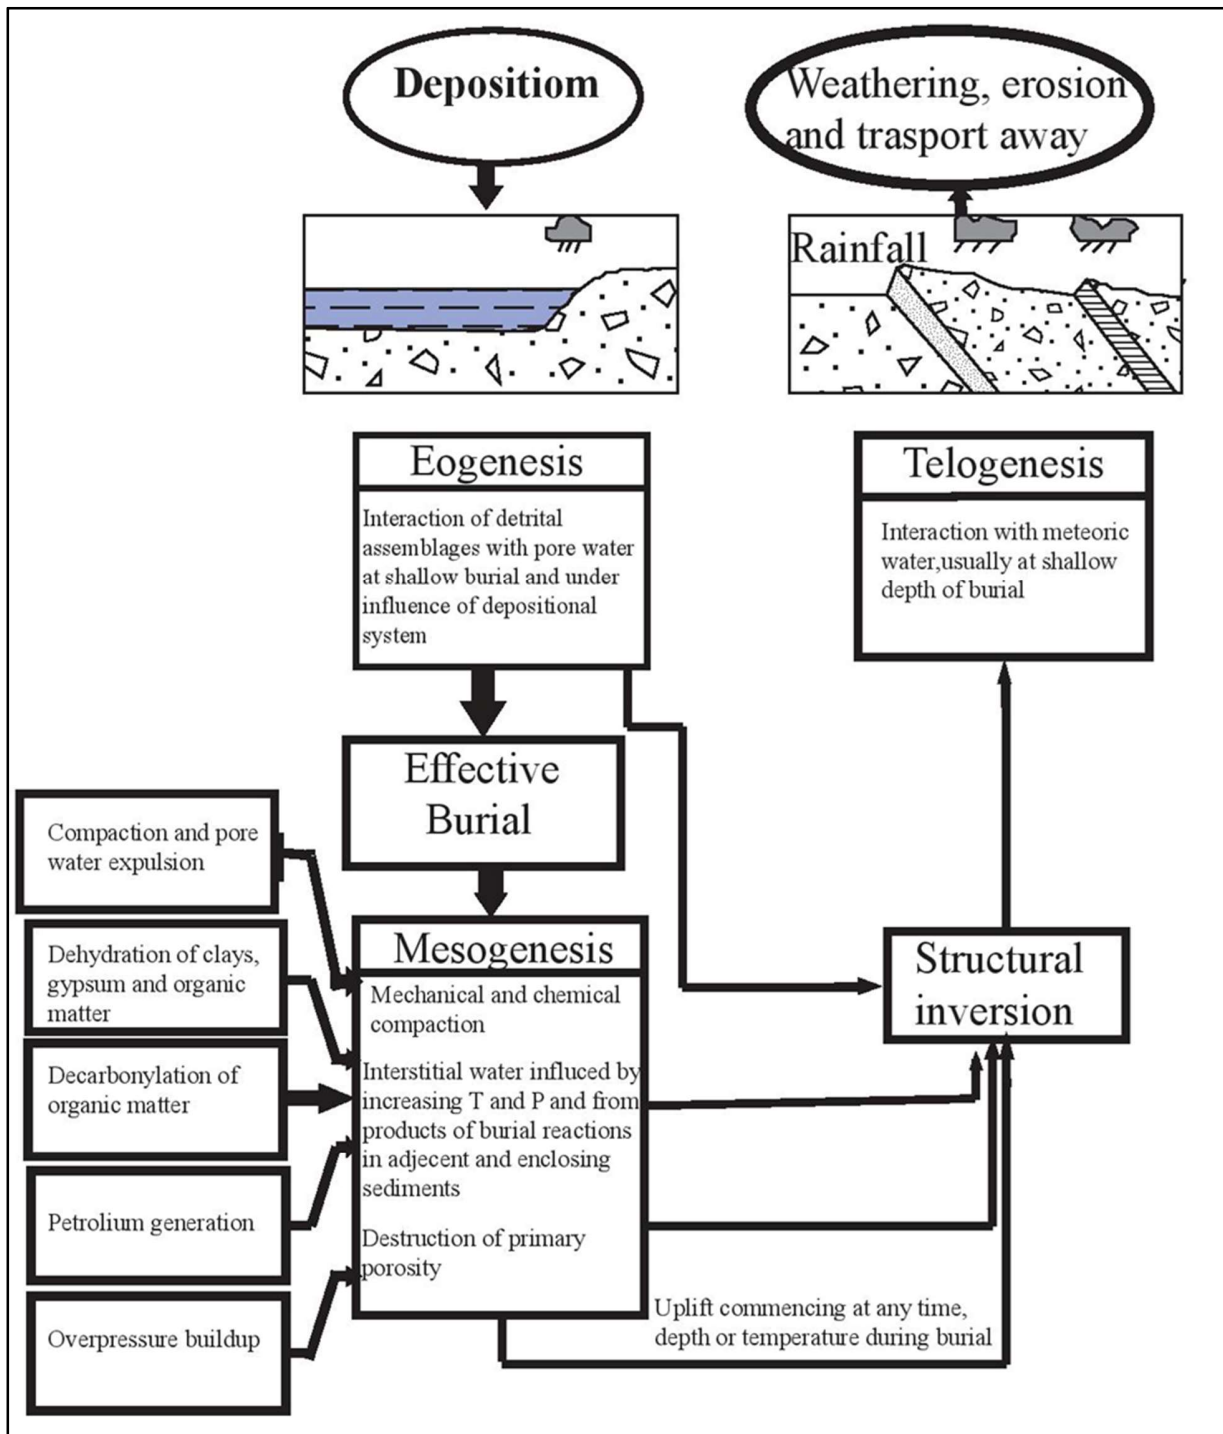 Depositiom
Weathering, erosion
and trasport away
Rainfall
Eogenesis
Interaction of detrital
assemblages with pore water
at shallow burial and under
influence of depositional
system
Telogenesis
Interaction with meteoric
water,usually at shallow
depth of burial
Effective
Burial
Compaction and pore
water expulsion
Dehydration of clays,
gypsum and organic
matter
Decarbonylation of
organic matter
Petrolium generation
Overpressure buildup
Mesogenesis
Mechanical and chemical
compaction
Interstitial water influced by
increasing T and P and from
products of burial reactions
in adjecent and enclosing
sediments
Destruction of primary
porosity
Structural
inversion
Uplift commencing at any time,
depth or temperature during burial